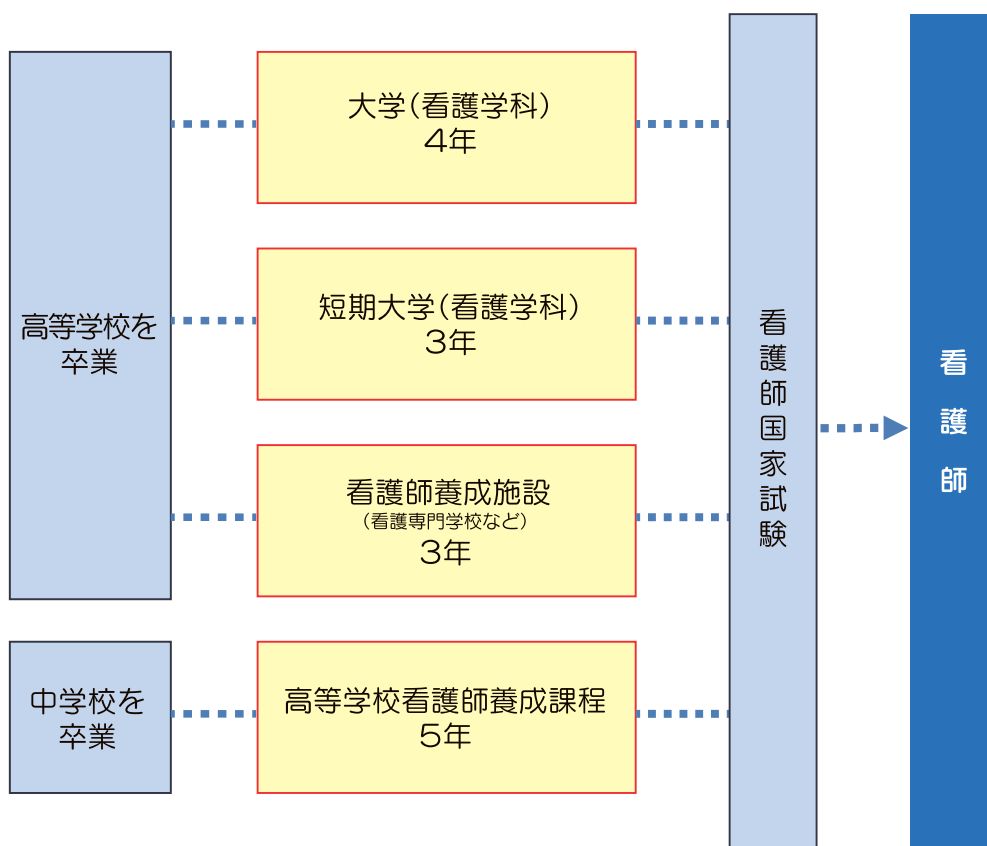 高等学校を
卒業
大学(看護学科)
4年
短期大学(看護学科)
3年
看護師養成施設
(看護専門学校など)
3年
中学校を
卒業
高等学校看護師養成課程
5年
看護師国家試験
看護師